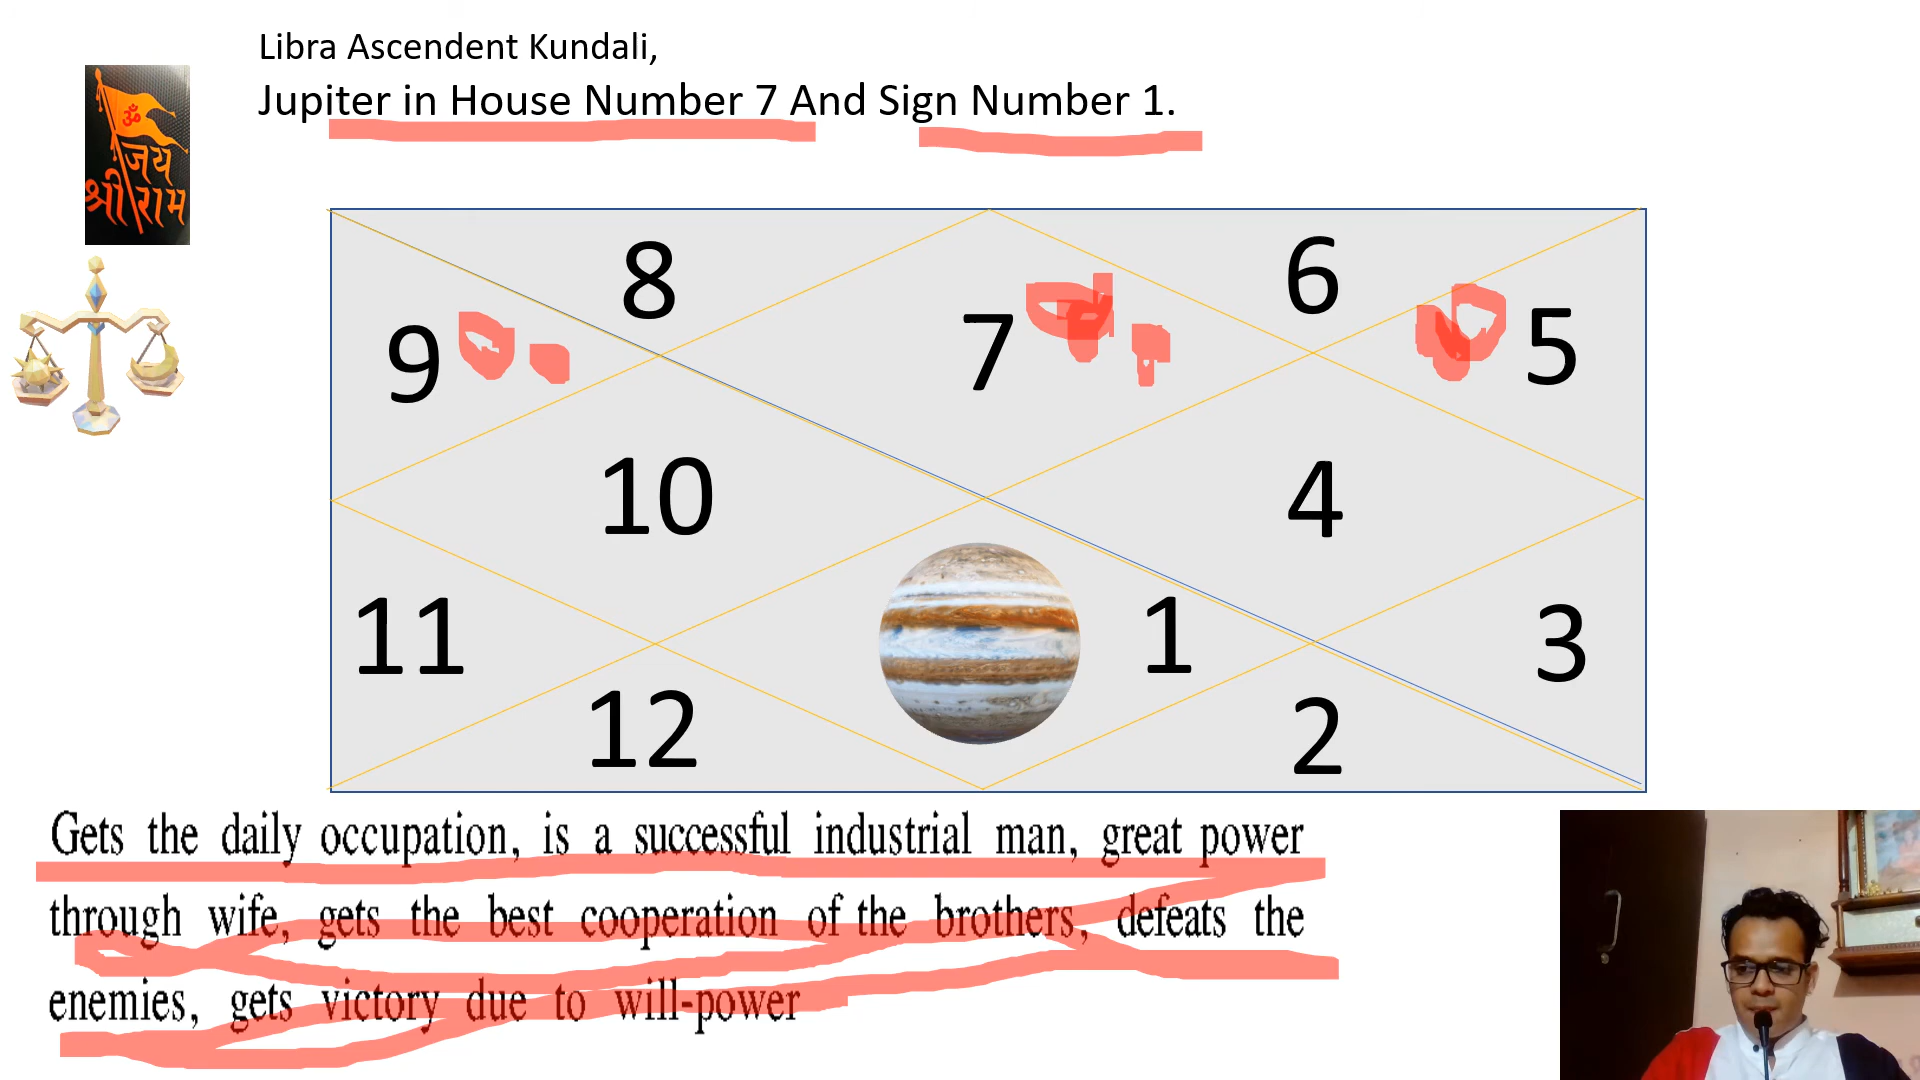 Libra Ascendent Kundali,
Jupiter in House Number 7 And Sign Number 1.
ॐ
जय
श्री राम
8
6
9
7
5
10
4
11
1
3
12
2
Gets the daily occupation, is a successful industrial man, great power
through wife, gets the best cooperation of the brothers, defeats the
enemies, gets victory due to will-power